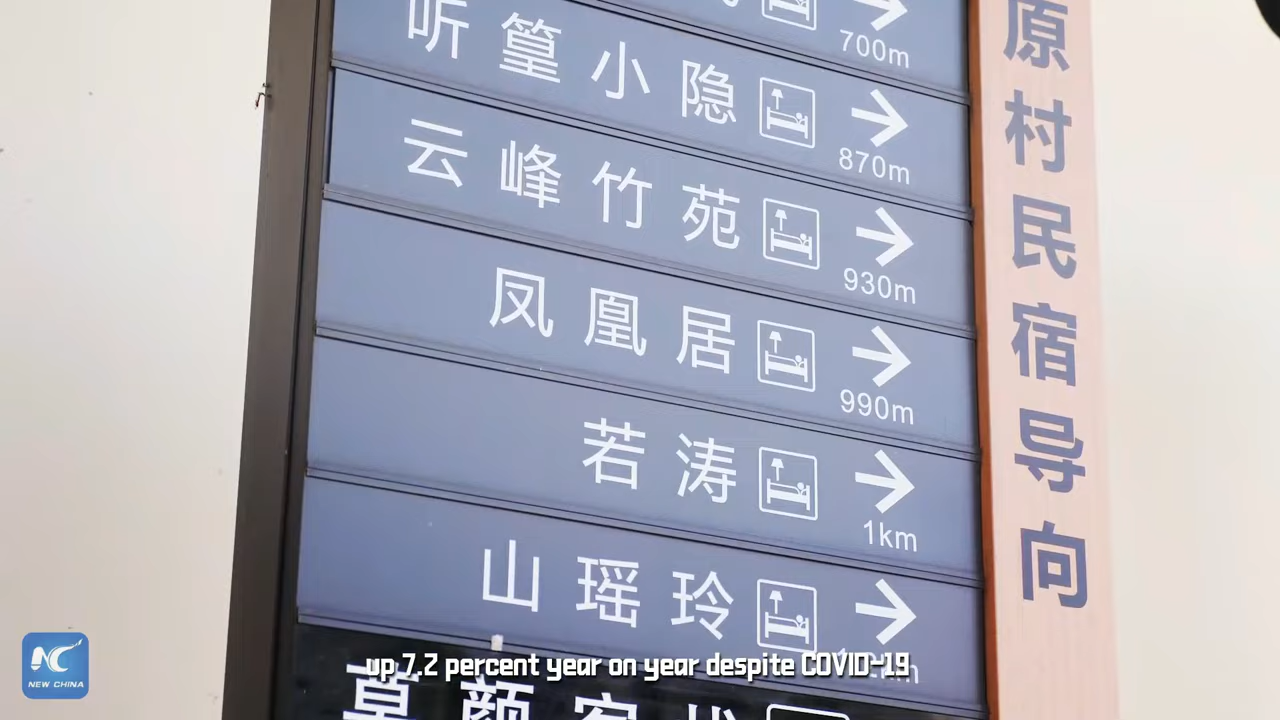 700m
听篁小隐
870m
云峰竹苑
930m
凤凰居
990m
若涛
1km
山瑶玲
原村民宿导向
up 7.2 percent year on year despite COVID-19
NC
NEW CHINA